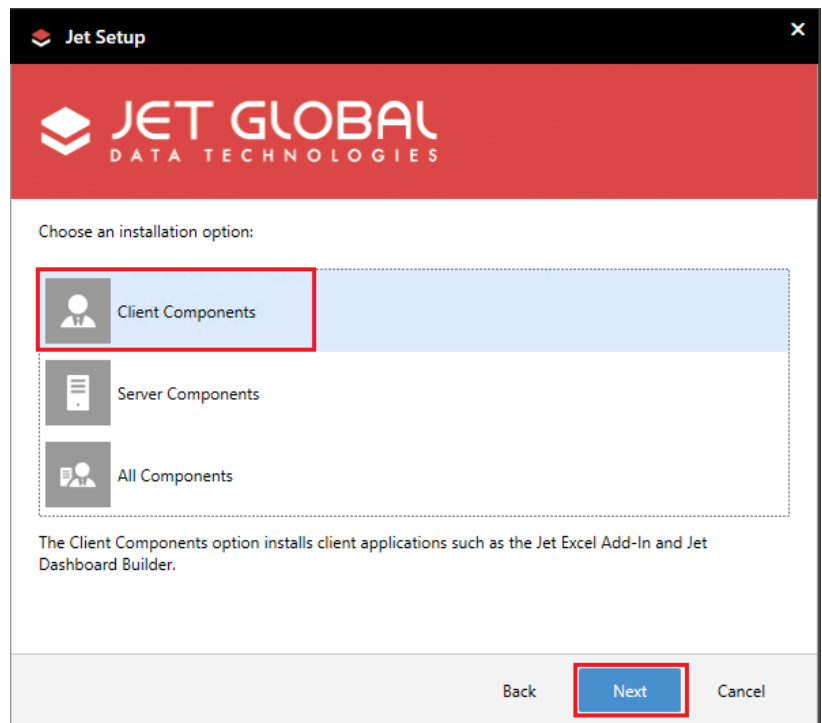 Jet Setup
JET GLOBAL
DATA TECHNOLOGIES
Choose an installation option:
Client Components
Server Components
All Components
The Client Components option installs client applications such as the Jet Excel Add-In and Jet
Dashboard Builder.
Back Next Cancel